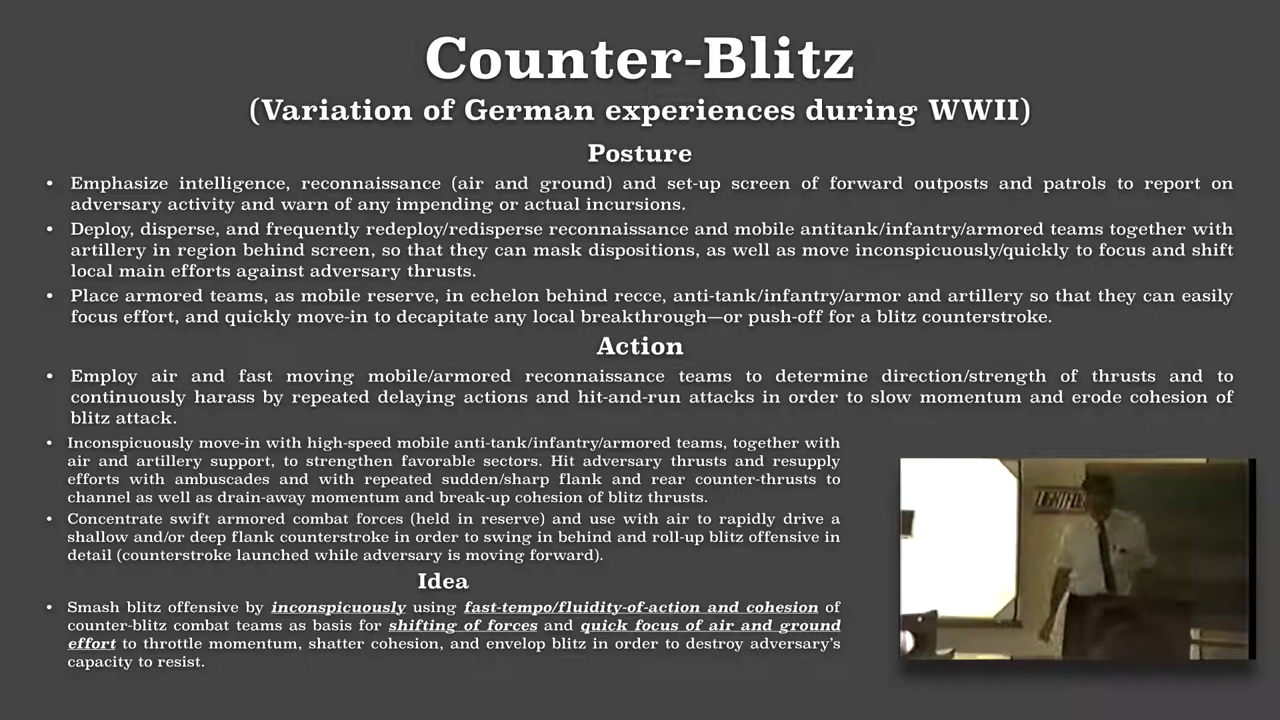 Counter-Blitz
(Variation of German experiences during WWII)
Posture
• Emphasize intelligence, reconnaissance (air and ground) and set-up screen of forward outposts and patrols to report on
adversary activity and warn of any impending or actual incursions.
• Deploy, disperse, and frequently redeploy/redisperse reconnaissance and mobile antitank/infantry/armored teams together with
artillery in region behind screen, so that they can mask dispositions, as well as move inconspicuously/quickly to focus and shift
local main efforts against adversary thrusts.
• Place armored teams, as mobile reserve, in echelon behind recce, anti-tank/infantry/armor and artillery so that they can easily
focus effort, and quickly move-in to decapitate any local breakthrough—or push-off for a blitz counterstroke.
Action
• Employ air and fast moving mobile/armored reconnaissance teams to determine direction/strength of thrusts and to
continuously harass by repeated delaying actions and hit-and-run attacks in order to slow momentum and erode cohesion of
blitz attack.
• Inconspicuously move-in with high-speed mobile anti-tank/infantry/armored teams, together with
air and artillery support, to strengthen favorable sectors. Hit adversary thrusts and resupply
efforts with ambuscades and with repeated sudden/sharp flank and rear counter-thrusts to
channel as well as drain-away momentum and break-up cohesion of blitz thrusts.
• Concentrate swift armored combat forces (held in reserve) and use with air to rapidly drive a
shallow and/or deep flank counterstroke in order to swing in behind and roll-up blitz offensive in
detail (counterstroke launched while adversary is moving forward).
Idea
• Smash blitz offensive by inconspicuously using fast-tempo/fluidity-of-action and cohesion of
counter-blitz combat teams as basis for shifting of forces and quick focus of air and ground
effort to throttle momentum, shatter cohesion, and envelop blitz in order to destroy adversary's
capacity to resist.